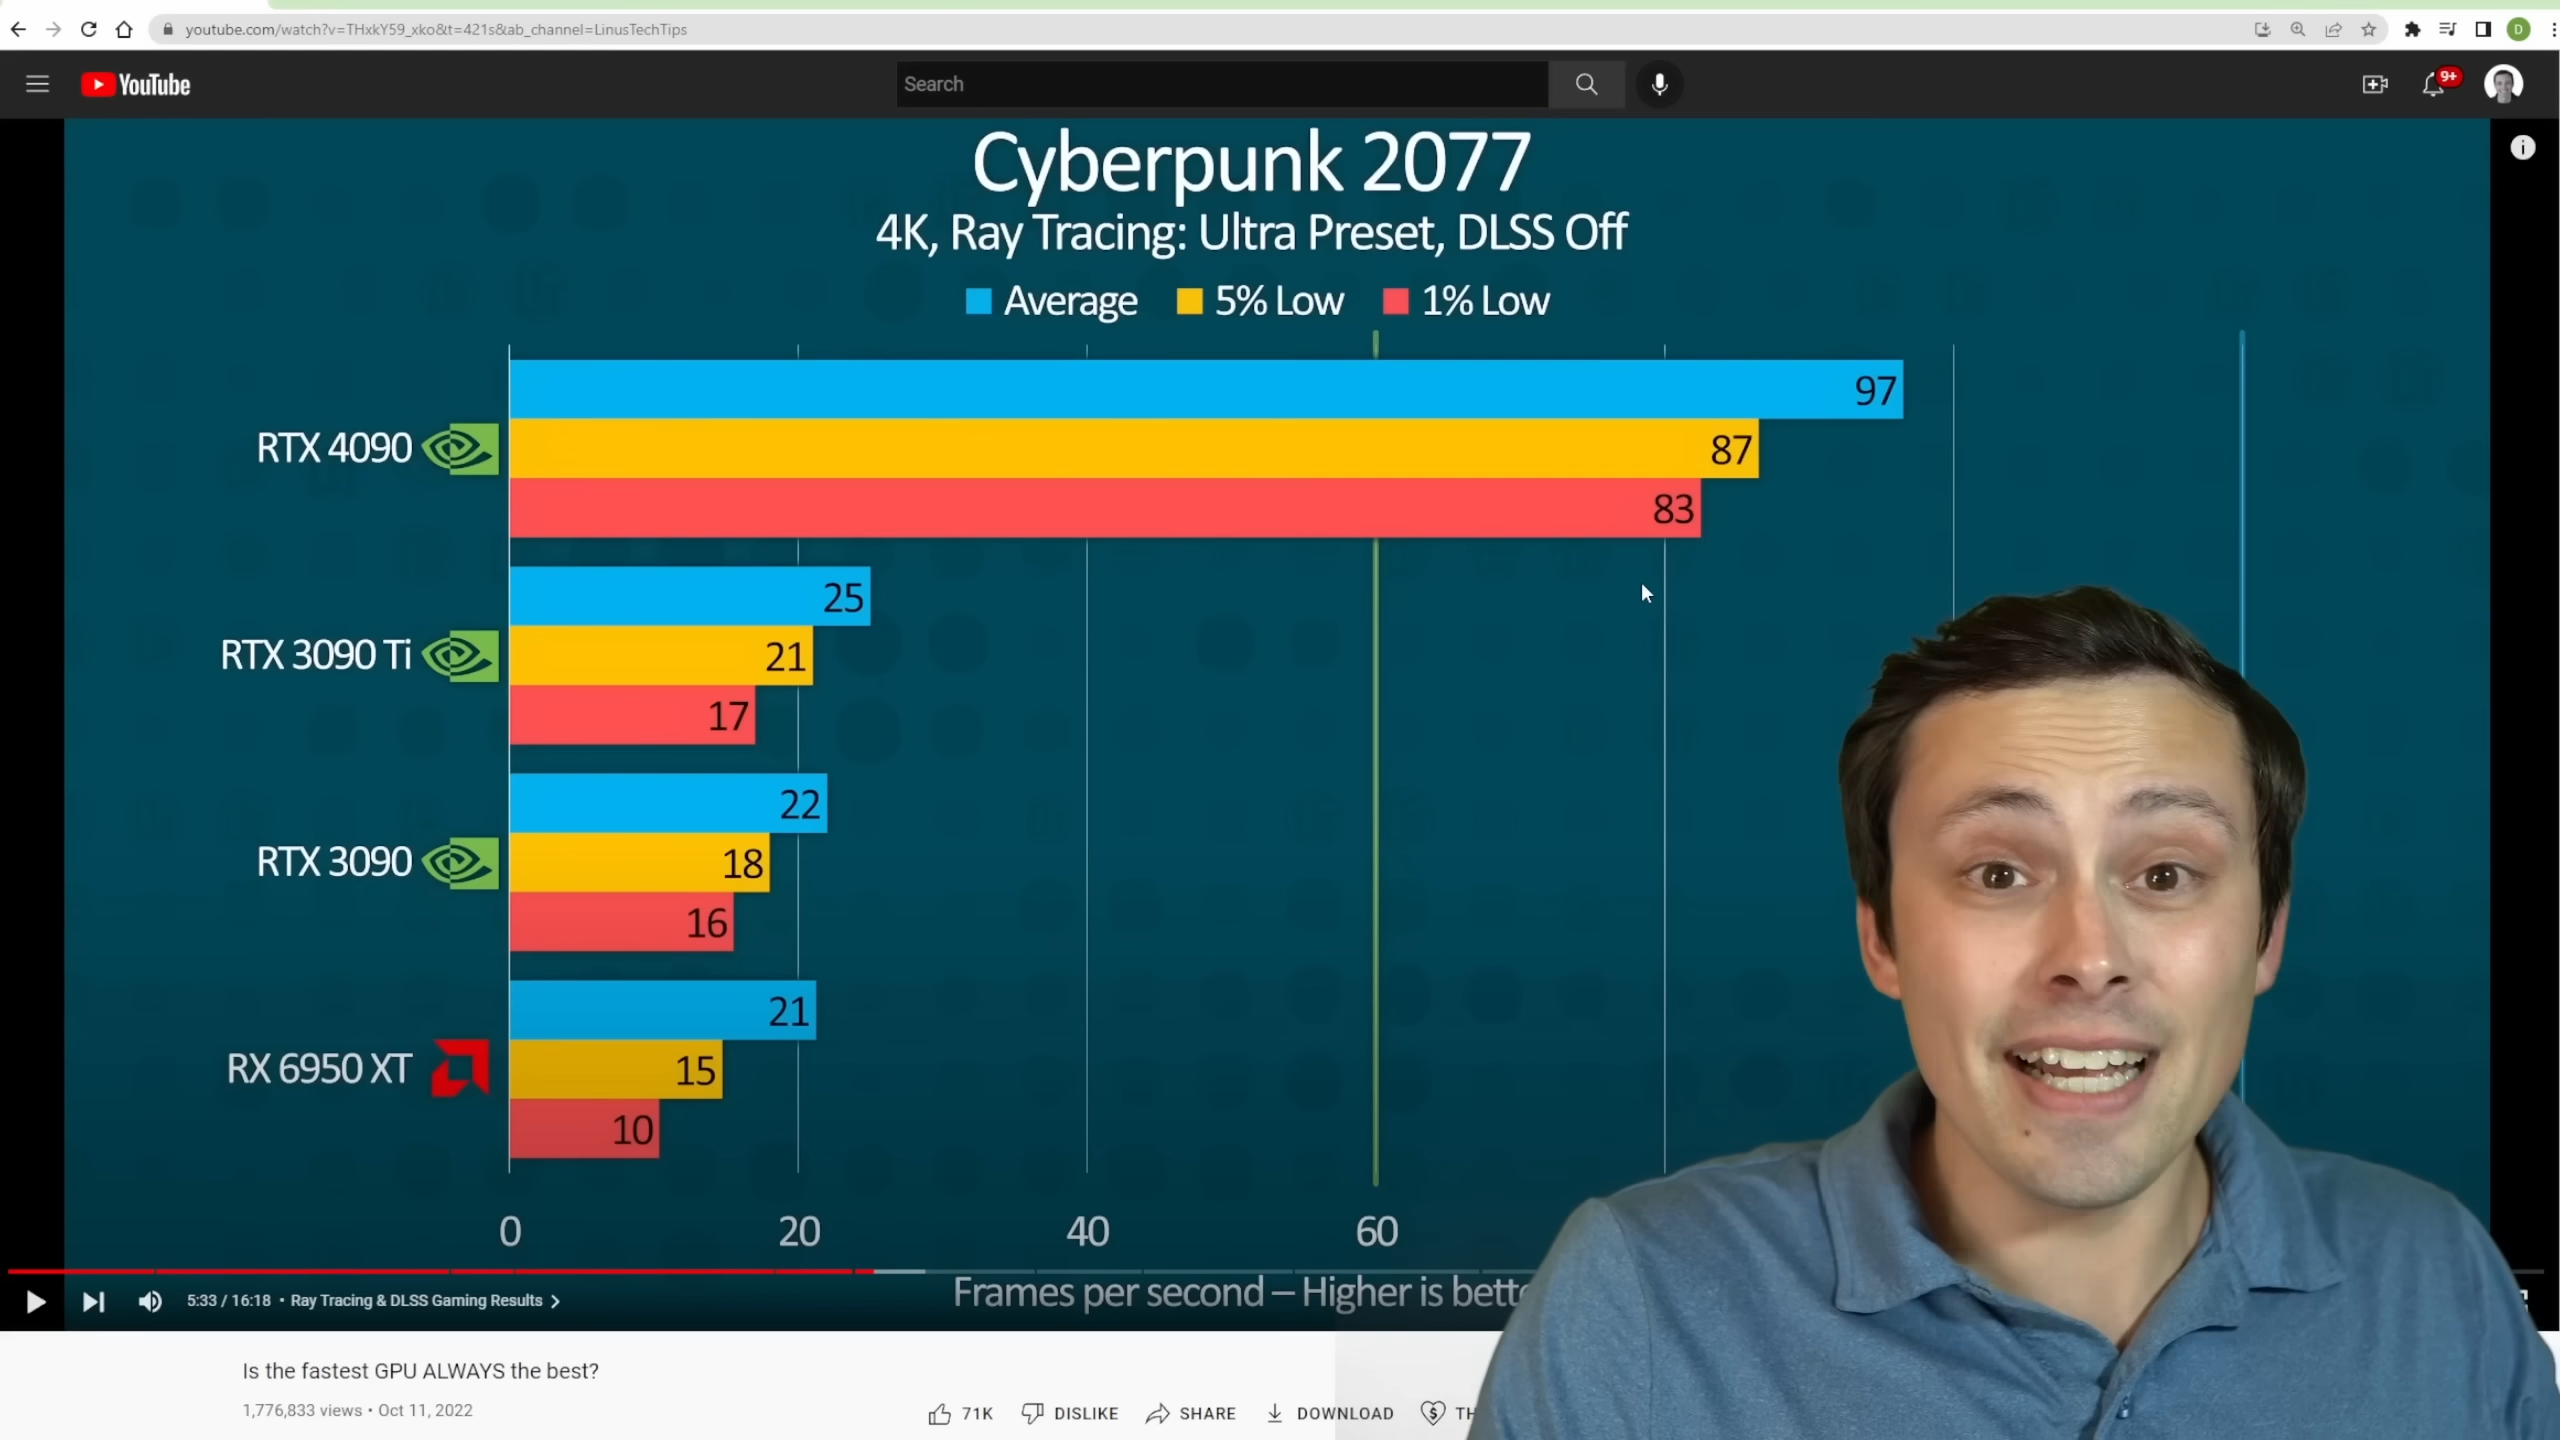 youtube.com/watch?v=THxkY59_xko&t=421s&ab_channel=LinusTechTips
D
YouTube
Search
9+
Cyberpunk 2077
4K, Ray Tracing: Ultra Preset, DLSS Off
Average 5% Low 1% Low
97
RTX 4090 87
83
25
RTX 3090 Ti 21
17
22
RTX 3090 18
16
21
RX 6950 XT 15
10
0 20 40 60
Frames per second – Higher is bette
5:33 / 16:18 • Ray Tracing & DLSS Gaming Results
Is the fastest GPU ALWAYS the best?
1,776,833 views • Oct 11, 2022
71K DISLIKE SHARE DOWNLOAD TH